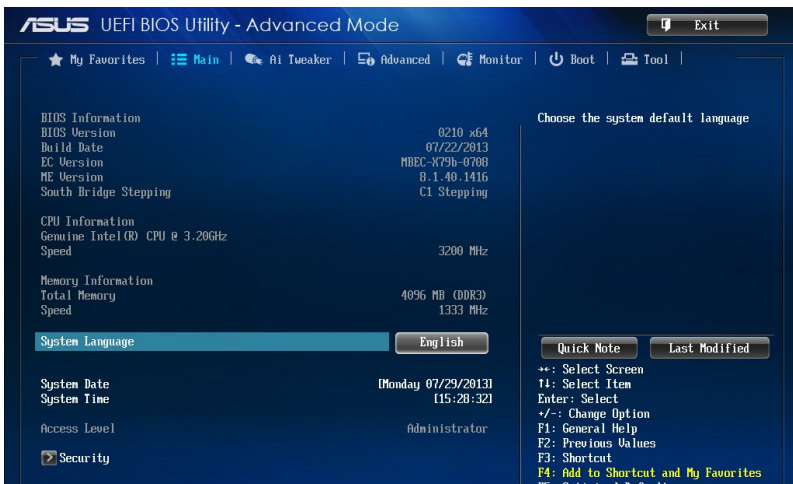 ASUS UEFI BIOS Utility - Advanced Mode
Exit
My Favorites Main Ai Tweaker Advanced Monitor Boot Tool
BIOS Information
BIOS Version 0210 x64
Build Date 07/22/2013
EC Version MBEC-X79b-0708
ME Version 8.1.40.1416
South Bridge Stepping C1 Stepping
CPU Information
Genuine Intel(R) CPU @ 3.20GHz
Speed 3200 MHz
Memory Information
Total Memory 4096 MB (DDR3)
Speed 1333 MHz
System Language English
System Date [Monday 07/29/2013]
System Time [15:28:32]
Access Level Administrator
Security
Choose the system default language
Quick Note Last Modified
→←: Select Screen
↑↓: Select Item
Enter: Select
+/-: Change Option
F1: General Help
F2: Previous Values
F3: Shortcut
F4: Add to Shortcut and My Favorites